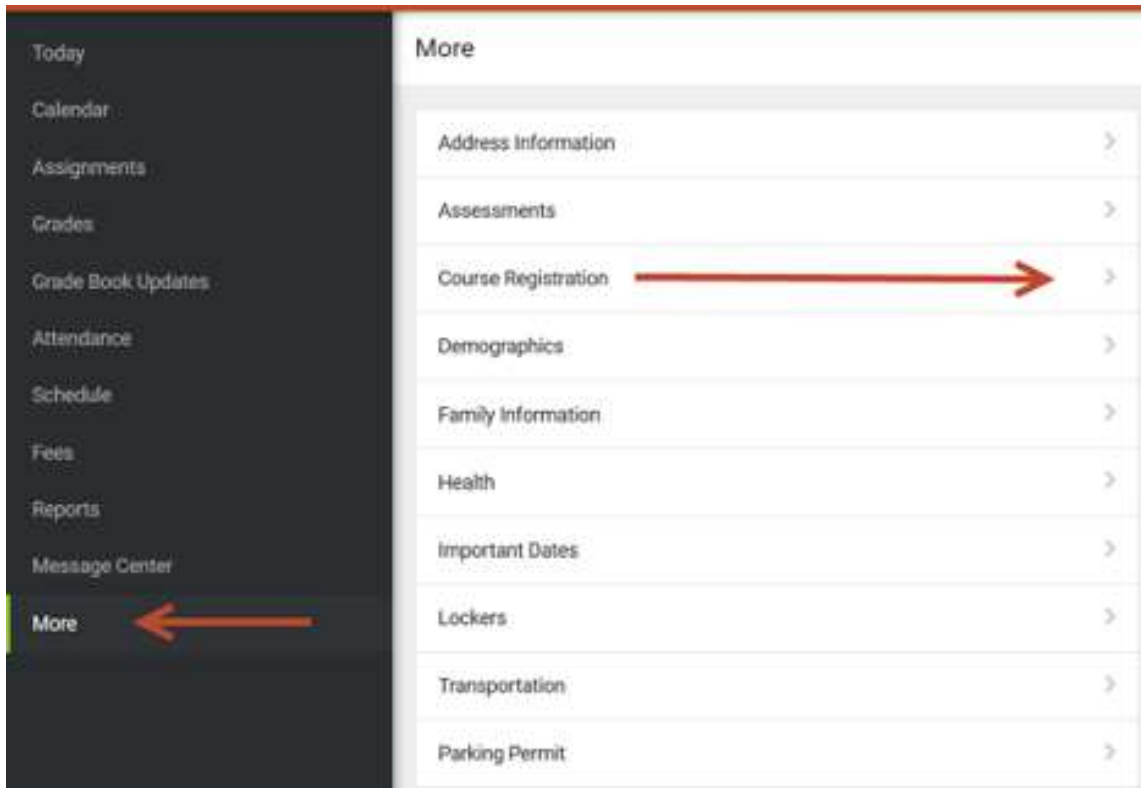 Today
Calendar
Assignments
Grades
Grade Book Updates
Attendance
Schedule
Fees
Reports
Message Center
More
More
Address Information
Assessments
Course Registration
Demographics
Family Information
Health
Important Dates
Lockers
Transportation
Parking Permit